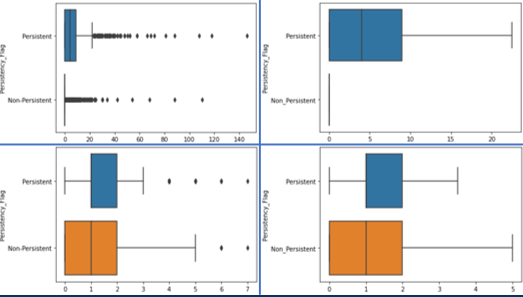 Persistency_Flag
Persistent
Non-Persistent
0 20 40 60 80 100 120 140
Persistency_Flag
Persistent
Non_Persistent
0 5 10 15 20
Persistency_Flag
Persistent
Non-Persistent
0 1 2 3 4 5 6 7
Persistency_Flag
Persistent
Non_Persistent
0 1 2 3 4 5